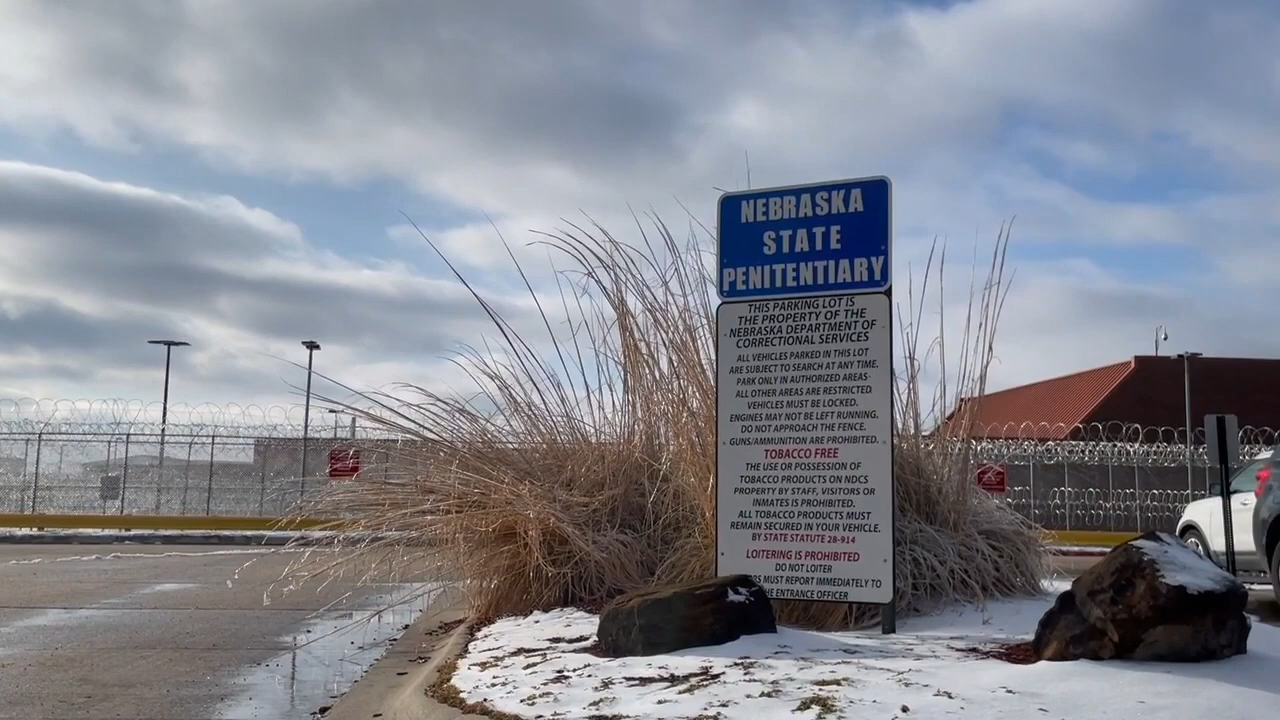 NEBRASKA
STATE
PENITENTIARY
THIS PARKING LOT IS
THE PROPERTY OF THE
NEBRASKA DEPARTMENT OF
CORRECTIONAL SERVICES
ALL VEHICLES PARKED IN THIS LOT
ARE SUBJECT TO SEARCH AT ANY TIME.
PARK ONLY IN AUTHORIZED AREAS-
ALL OTHER AREAS ARE RESTRICTED.
VEHICLES MUST BE LOCKED.
ENGINES MAY NOT BE LEFT RUNNING.
DO NOT APPROACH THE FENCE.
GUNS/AMMUNITION ARE PROHIBITED.
TOBACCO FREE
THE USE OR POSSESSION OF
TOBACCO PRODUCTS ON NDCS
PROPERTY BY STAFF, VISITORS OR
INMATES IS PROHIBITED.
ALL TOBACCO PRODUCTS MUST
REMAIN SECURED IN YOUR VEHICLE.
BY STATE STATUTE 28-914
LOITERING IS PROHIBITED
DO NOT LOITER
MUST REPORT IMMEDIATELY TO
ENTRANCE OFFICER